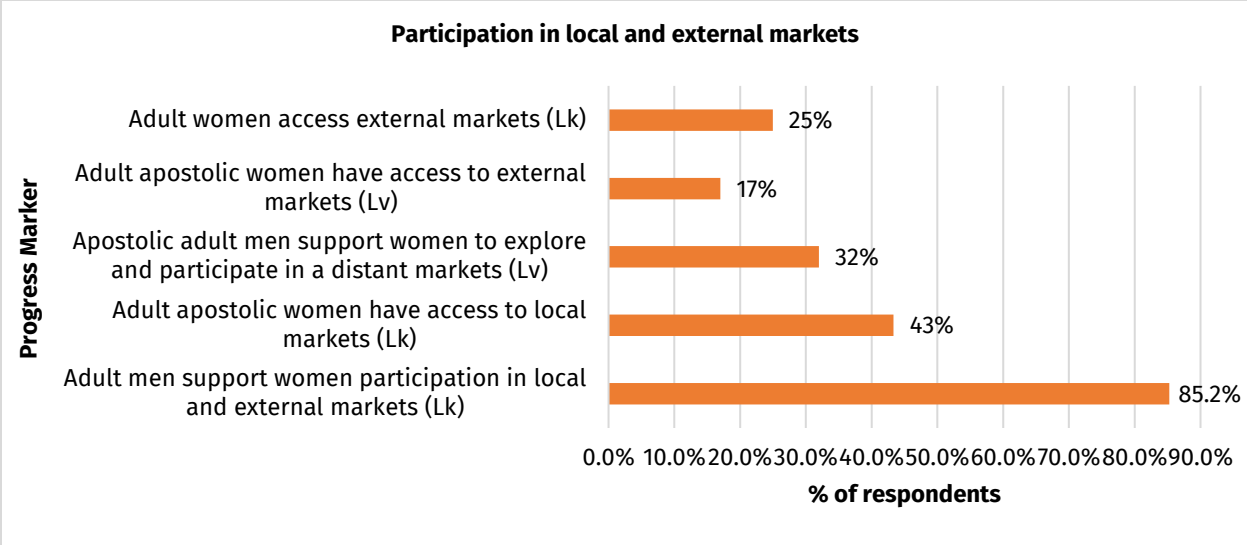 Participation in local and external markets
Progress Marker
Adult women access external markets (Lk)
25%
Adult apostolic women have access to external
markets (Lv)
17%
Apostolic adult men support women to explore
and participate in a distant markets (Lv)
32%
Adult apostolic women have access to local
markets (Lk)
43%
Adult men support women participation in local
and external markets (Lk)
85.2%
0.0% 10.0% 20.0% 30.0% 40.0% 50.0% 60.0% 70.0% 80.0% 90.0%
% of respondents